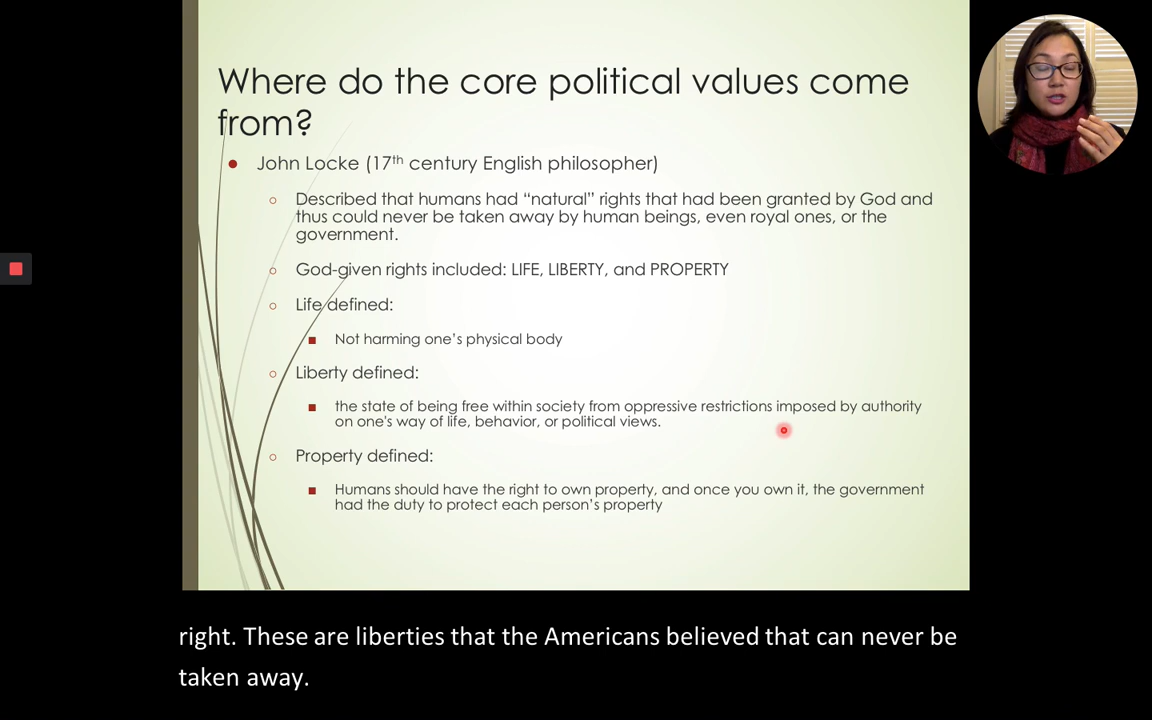 Where do the core political values come
from?
John Locke (17th century English philosopher)
Described that humans had “natural” rights that had been granted by God and
thus could never be taken away by human beings, even royal ones, or the
government.
God-given rights included: LIFE, LIBERTY, and PROPERTY
Life defined:
Not harming one’s physical body
Liberty defined:
the state of being free within society from oppressive restrictions imposed by authority
on one's way of life, behavior, or political views.
Property defined:
Humans should have the right to own property, and once you own it, the government
had the duty to protect each person’s property
right. These are liberties that the Americans believed that can never be
taken away.